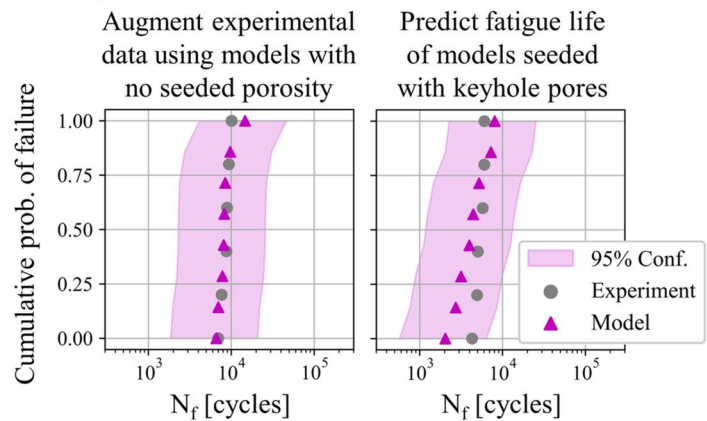 Augment experimental
data using models with
no seeded porosity
Predict fatigue life
of models seeded
with keyhole pores
Cumulative prob. of failure
1.00
0.75
0.50
0.25
0.00
10³
10⁴
10⁵
N_f [cycles]
10³
10⁴
10⁵
N_f [cycles]
95% Conf.
Experiment
Model